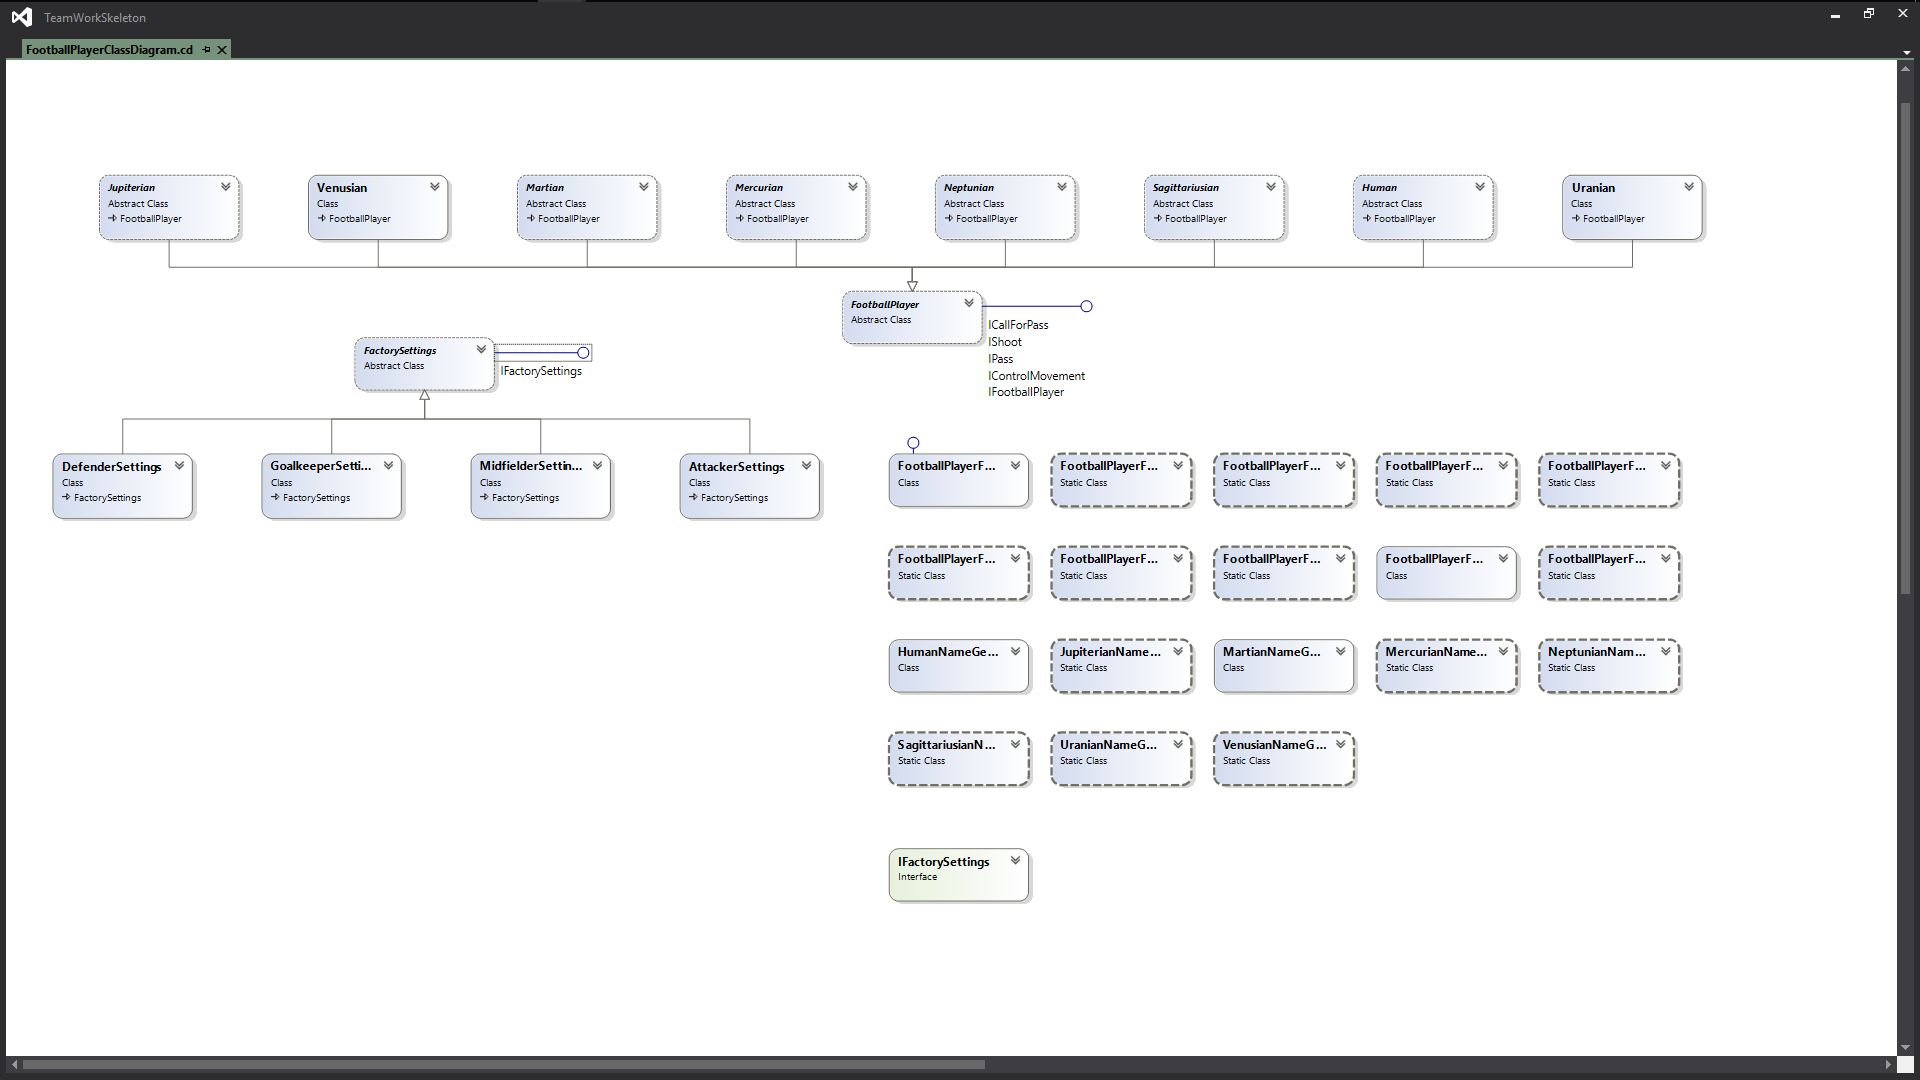 TeamWorkSkeleton
FootballPlayerClassDiagram.cd
Jupiterian
Abstract Class
FootballPlayer
Venusian
Class
FootballPlayer
Martian
Abstract Class
FootballPlayer
Mercurian
Abstract Class
FootballPlayer
Neptunian
Abstract Class
FootballPlayer
Sagittariusian
Abstract Class
FootballPlayer
Human
Abstract Class
FootballPlayer
Uranian
Class
FootballPlayer
FootballPlayer
Abstract Class
ICallForPass
IShoot
IPass
IControlMovement
IFootballPlayer
FactorySettings
Abstract Class
IFactorySettings
DefenderSettings
Class
FactorySettings
GoalkeeperSetti...
Class
FactorySettings
MidfielderSettin...
Class
FactorySettings
AttackerSettings
Class
FactorySettings
FootballPlayerF...
Class
FootballPlayerF...
Static Class
FootballPlayerF...
Static Class
FootballPlayerF...
Static Class
FootballPlayerF...
Static Class
FootballPlayerF...
Static Class
FootballPlayerF...
Static Class
FootballPlayerF...
Static Class
FootballPlayerF...
Class
FootballPlayerF...
Static Class
HumanNameGe...
Class
JupiterianName...
Static Class
MartianNameG...
Class
MercurianName...
Static Class
NeptunianNam...
Static Class
SagittariusianN...
Static Class
UranianNameG...
Static Class
VenusianNameG...
Static Class
IFactorySettings
Interface